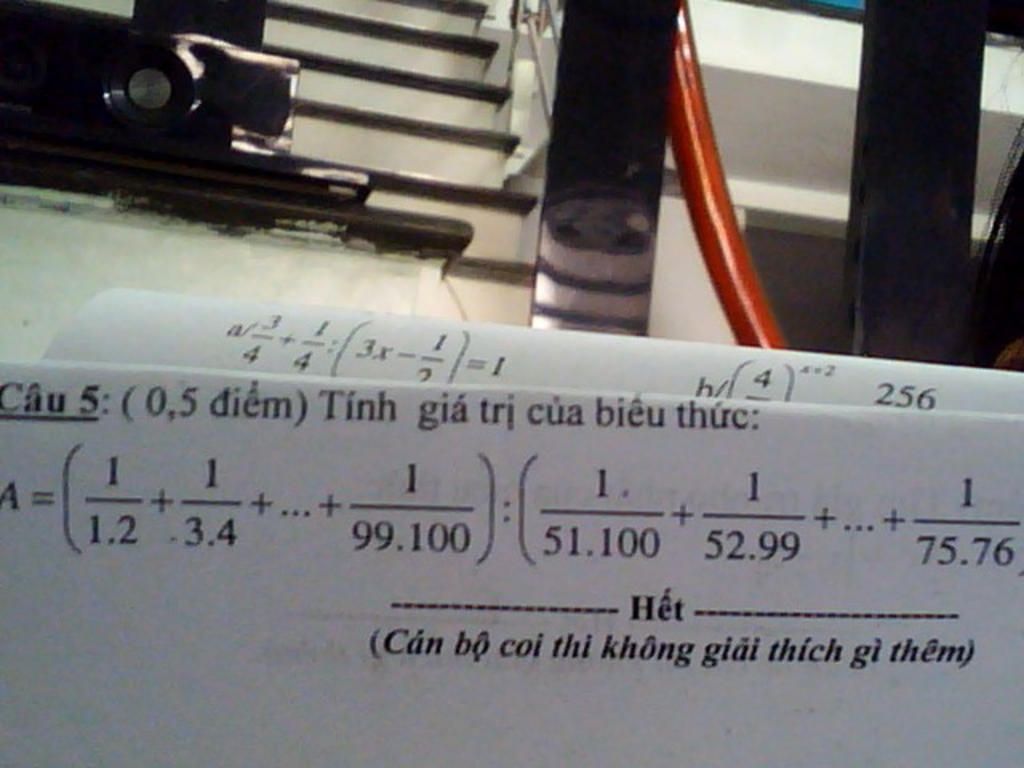 a/ 3/4 + 1/4 : (3x - 1/2) = 1
b/ (4 )^{x+2} 256
Câu 5: ( 0,5 điểm) Tính giá trị của biểu thức:
A = (1/1.2 + 1/3.4 + ... + 1/99.100) : (1/51.100 + 1/52.99 + ... + 1/75.76)
-------------------- Hết --------------------
(Cán bộ coi thi không giải thích gì thêm)